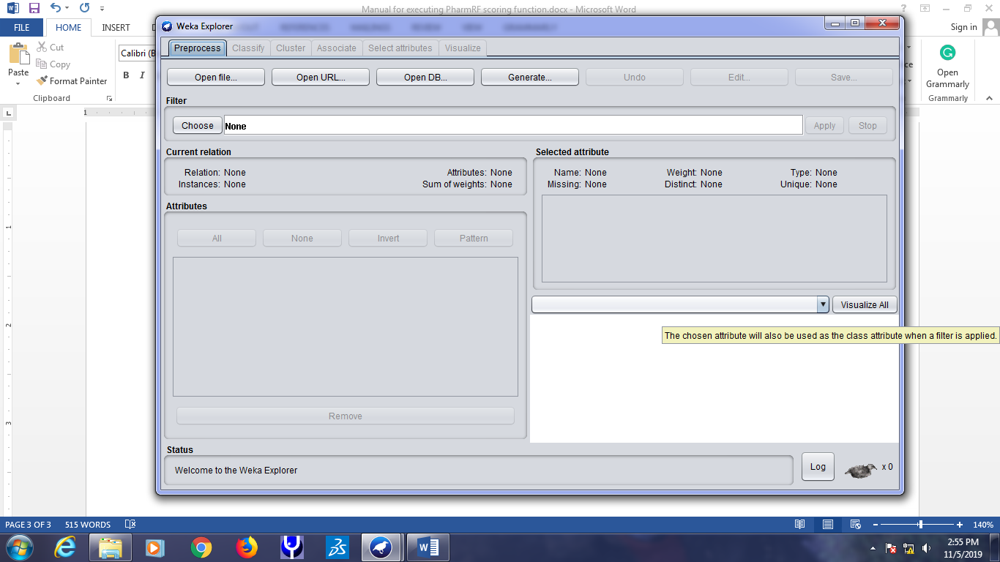 Manual for executing PharmRF scoring function.docx - Microsoft Word
Sign in
FILE HOME INSERT
Cut
Copy
Format Painter
Paste
Clipboard
Calibri (B
B I
Open
Grammarly
Grammarly
Weka Explorer
Preprocess Classify Cluster Associate Select attributes Visualize
Open file... Open URL... Open DB... Generate... Undo Edit... Save...
Filter
Choose None Apply Stop
Current relation
Relation: None Attributes: None
Instances: None Sum of weights: None
Attributes
All None Invert Pattern
Remove
Selected attribute
Name: None Weight: None Type: None
Missing: None Distinct: None Unique: None
Visualize All
The chosen attribute will also be used as the class attribute when a filter is applied.
Status
Welcome to the Weka Explorer
Log x 0
1
1
2
3
PAGE 3 OF 3 515 WORDS 140%
2:55 PM
11/5/2019